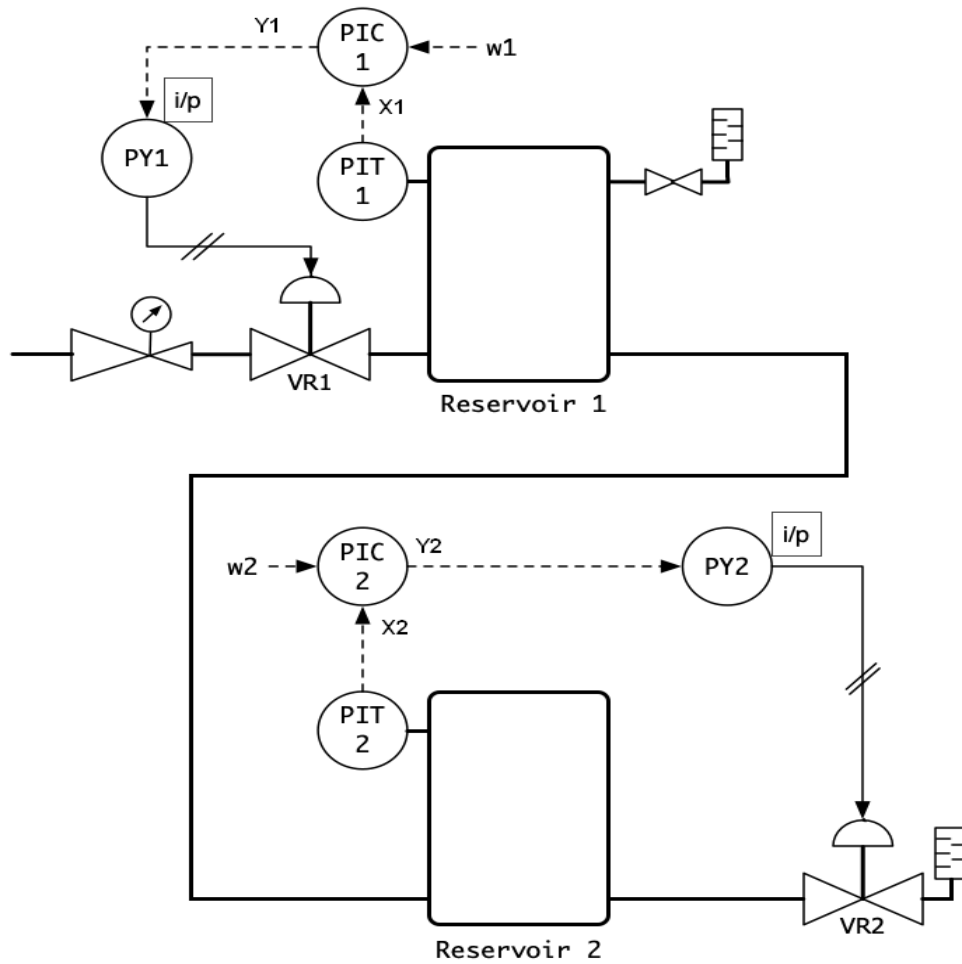 Y1
PIC
1
w1
i/p
X1
PY1
PIT
1
VR1
Reservoir 1
PIC
2
Y2
i/p
w2
PY2
X2
PIT
2
VR2
Reservoir 2